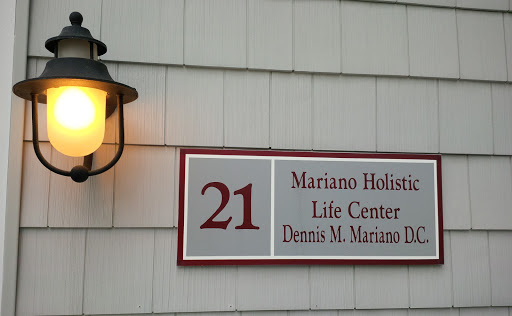 21
Mariano Holistic
Life Center
Dennis M. Mariano D.C.